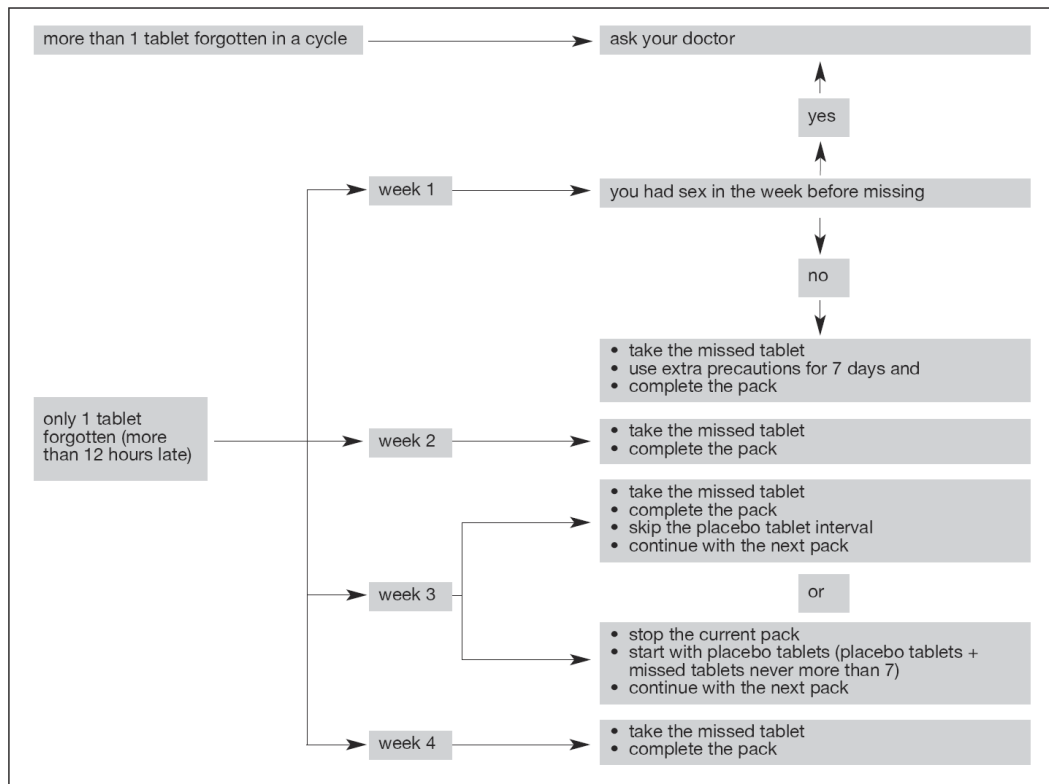 more than 1 tablet forgotten in a cycle
ask your doctor
yes
week 1
you had sex in the week before missing
no
• take the missed tablet
• use extra precautions for 7 days and
• complete the pack
only 1 tablet
forgotten (more
than 12 hours late)
week 2
• take the missed tablet
• complete the pack
• take the missed tablet
• complete the pack
• skip the placebo tablet interval
• continue with the next pack
week 3
or
• stop the current pack
• start with placebo tablets (placebo tablets +
missed tablets never more than 7)
• continue with the next pack
week 4
• take the missed tablet
• complete the pack